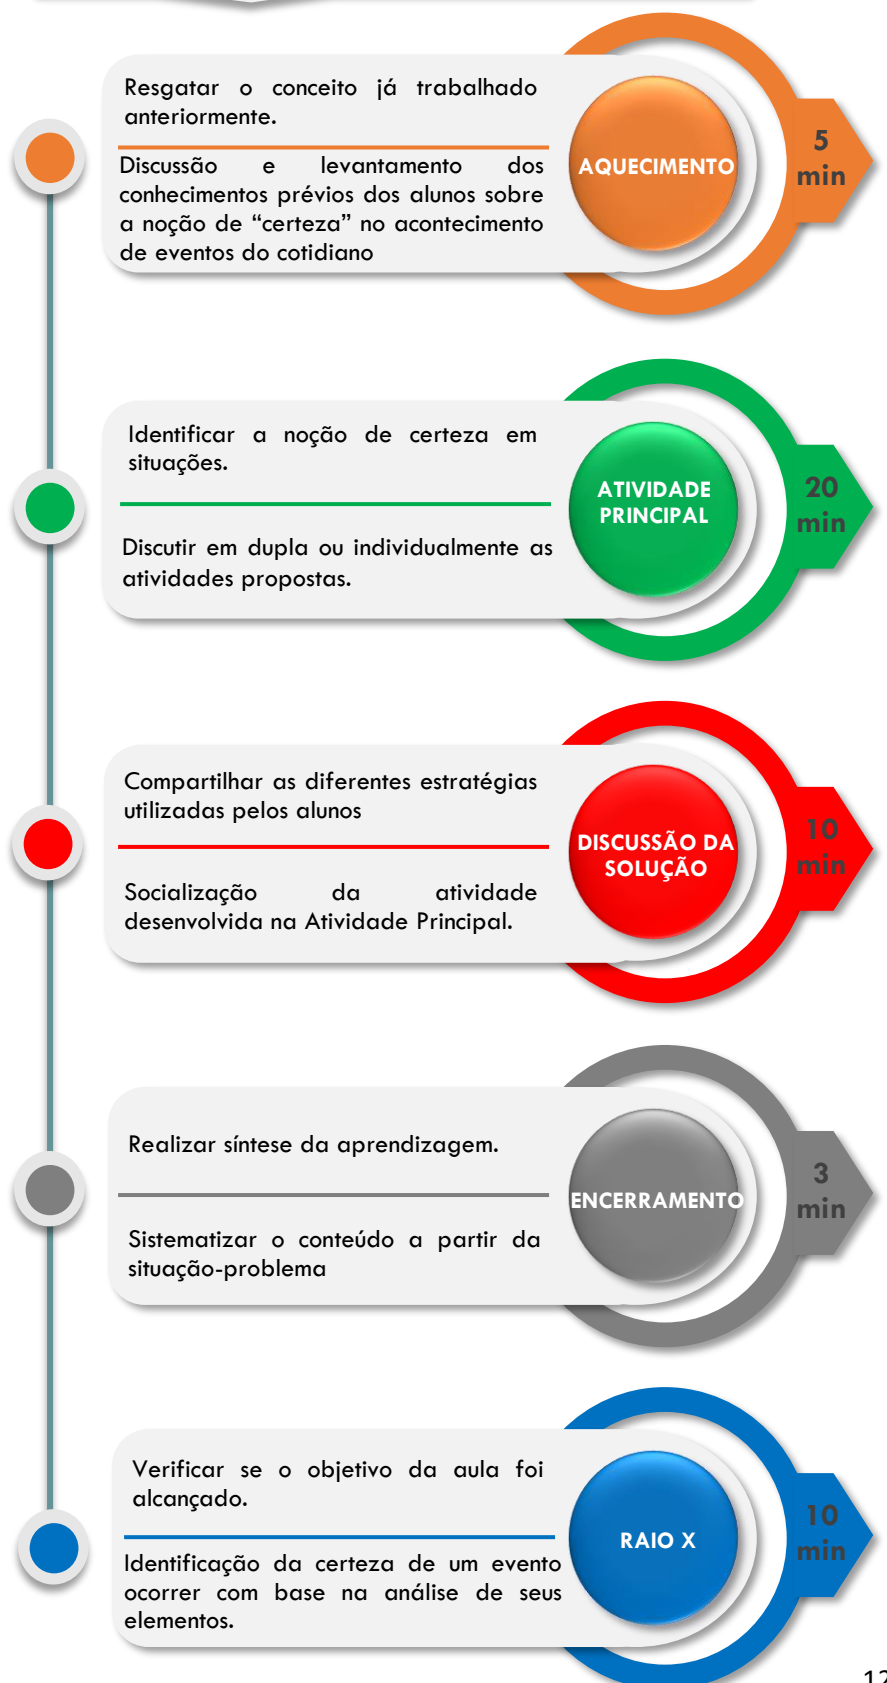 Resgatar o conceito já trabalhado
anteriormente.
Discussão e levantamento dos
conhecimentos prévios dos alunos sobre
a noção de “certeza” no acontecimento
de eventos do cotidiano
AQUECIMENTO
5
min
Identificar a noção de certeza em
situações.
Discutir em dupla ou individualmente as
atividades propostas.
ATIVIDADE
PRINCIPAL
20
min
Compartilhar as diferentes estratégias
utilizadas pelos alunos
Socialização da atividade
desenvolvida na Atividade Principal.
DISCUSSÃO DA
SOLUÇÃO
10
min
Realizar síntese da aprendizagem.
Sistematizar o conteúdo a partir da
situação-problema
ENCERRAMENTO
3
min
Verificar se o objetivo da aula foi
alcançado.
Identificação da certeza de um evento
ocorrer com base na análise de seus
elementos.
RAIO X
10
min
12